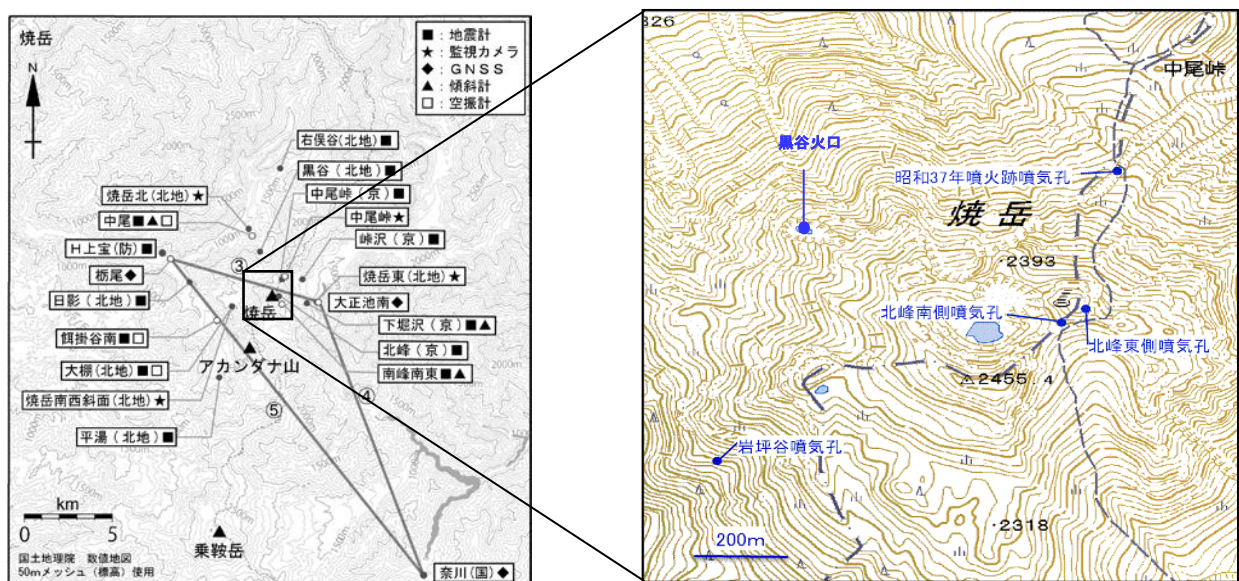 焼岳
N
■：地震計
★：監視カメラ
◆：ＧＮＳＳ
▲：傾斜計
□：空振計
右俣谷(北地)■
黒谷（北地）■
中尾峠（京）■
中尾峠★
峠沢（京）■
焼岳東(北地)★
大正池南◆
下堀沢（京）■▲
北峰（京）■
南峰南東■▲
焼岳北(北地)★
中尾■▲□
Ｈ上宝(防)■
栃尾◆
日影（北地）■
餌掛谷南■□
大棚(北地)■□
焼岳南西斜面(北地)★
平湯（北地）■
③
焼岳
アカンダナ山
④
⑤
乗鞍岳
奈川(国)◆
km
0 5
国土地理院 数値地図
50mメッシュ（標高）使用
2500m
2000m
1500m
1000m
826
中尾峠
黒谷火口
昭和37年噴火跡噴気孔
焼岳
・2393
北峰南側噴気孔
北峰東側噴気孔
2455.4
岩坪谷噴気孔
・2318
200m